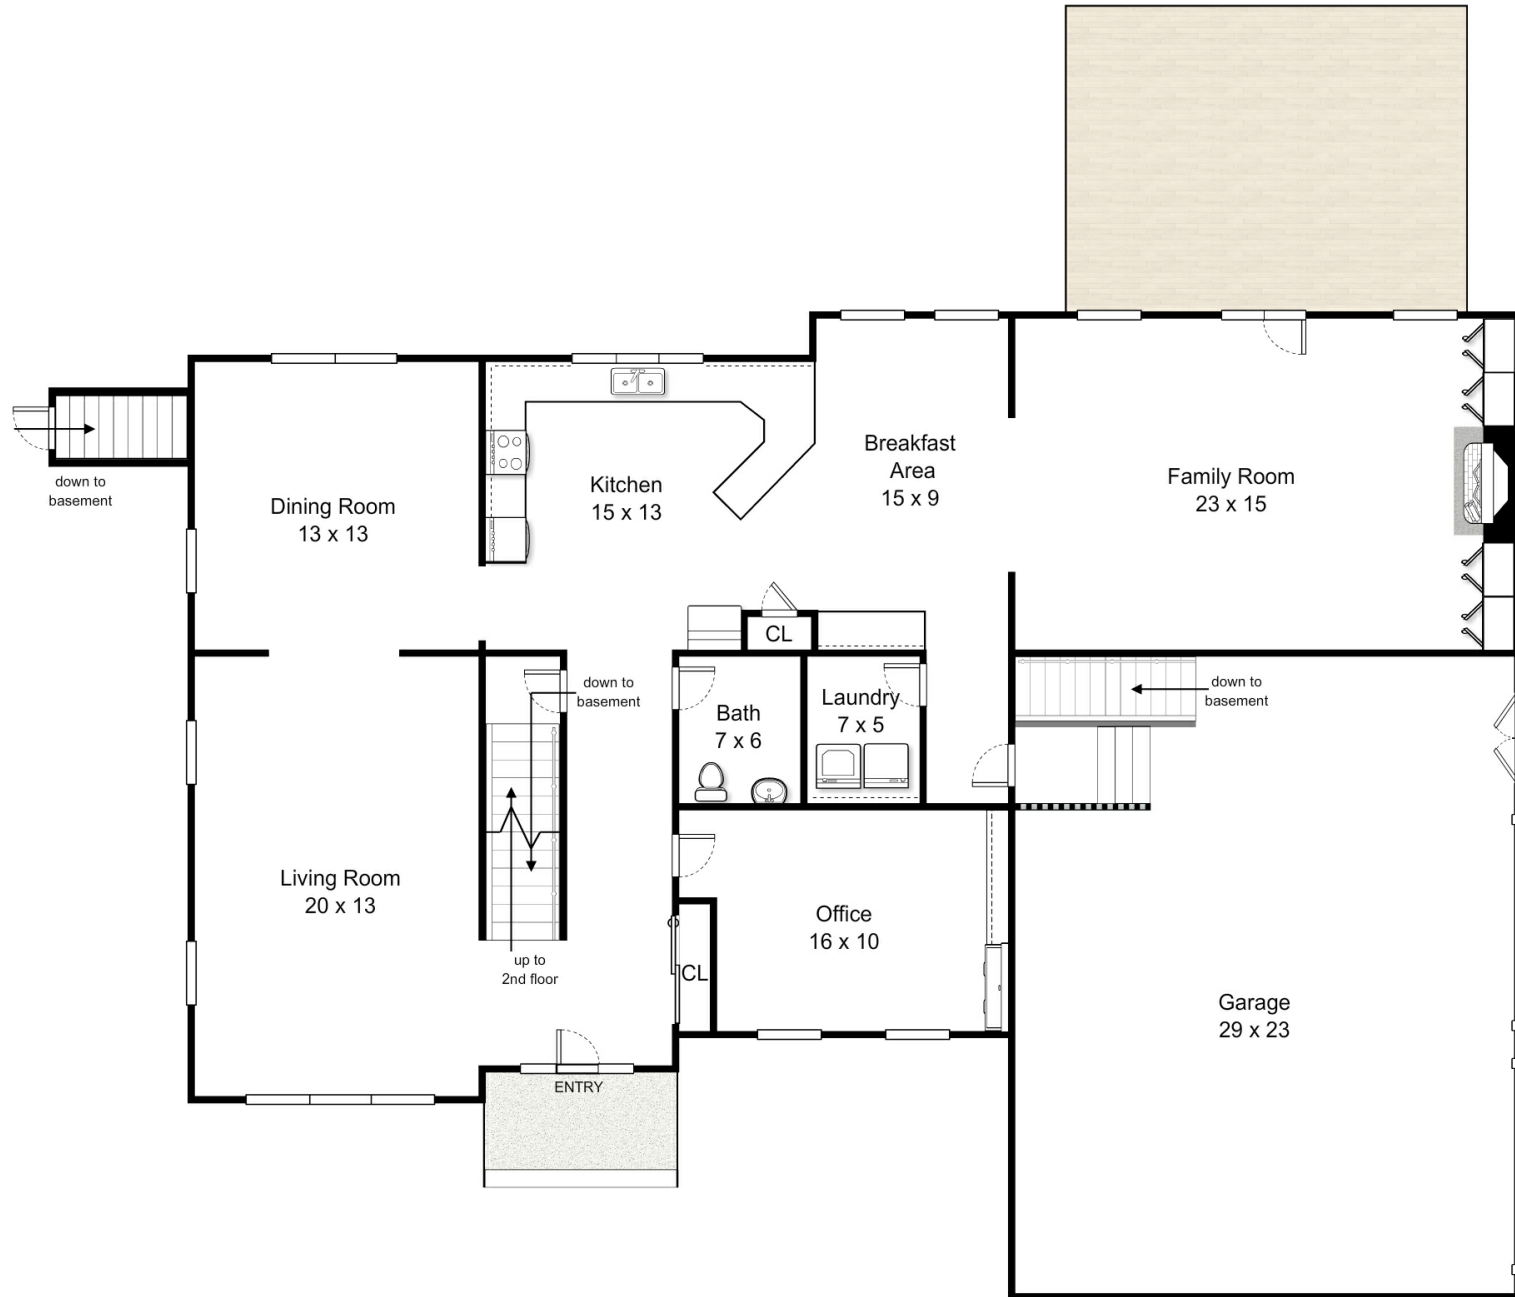 Breakfast
Area
15 x 9
Family Room
23 x 15
Kitchen
15 x 13
Dining Room
13 x 13
down to
basement
CL
down to
basement
Bath
7 x 6
Laundry
7 x 5
down to
basement
Living Room
20 x 13
Office
16 x 10
up to
2nd floor
CL
Garage
29 x 23
ENTRY